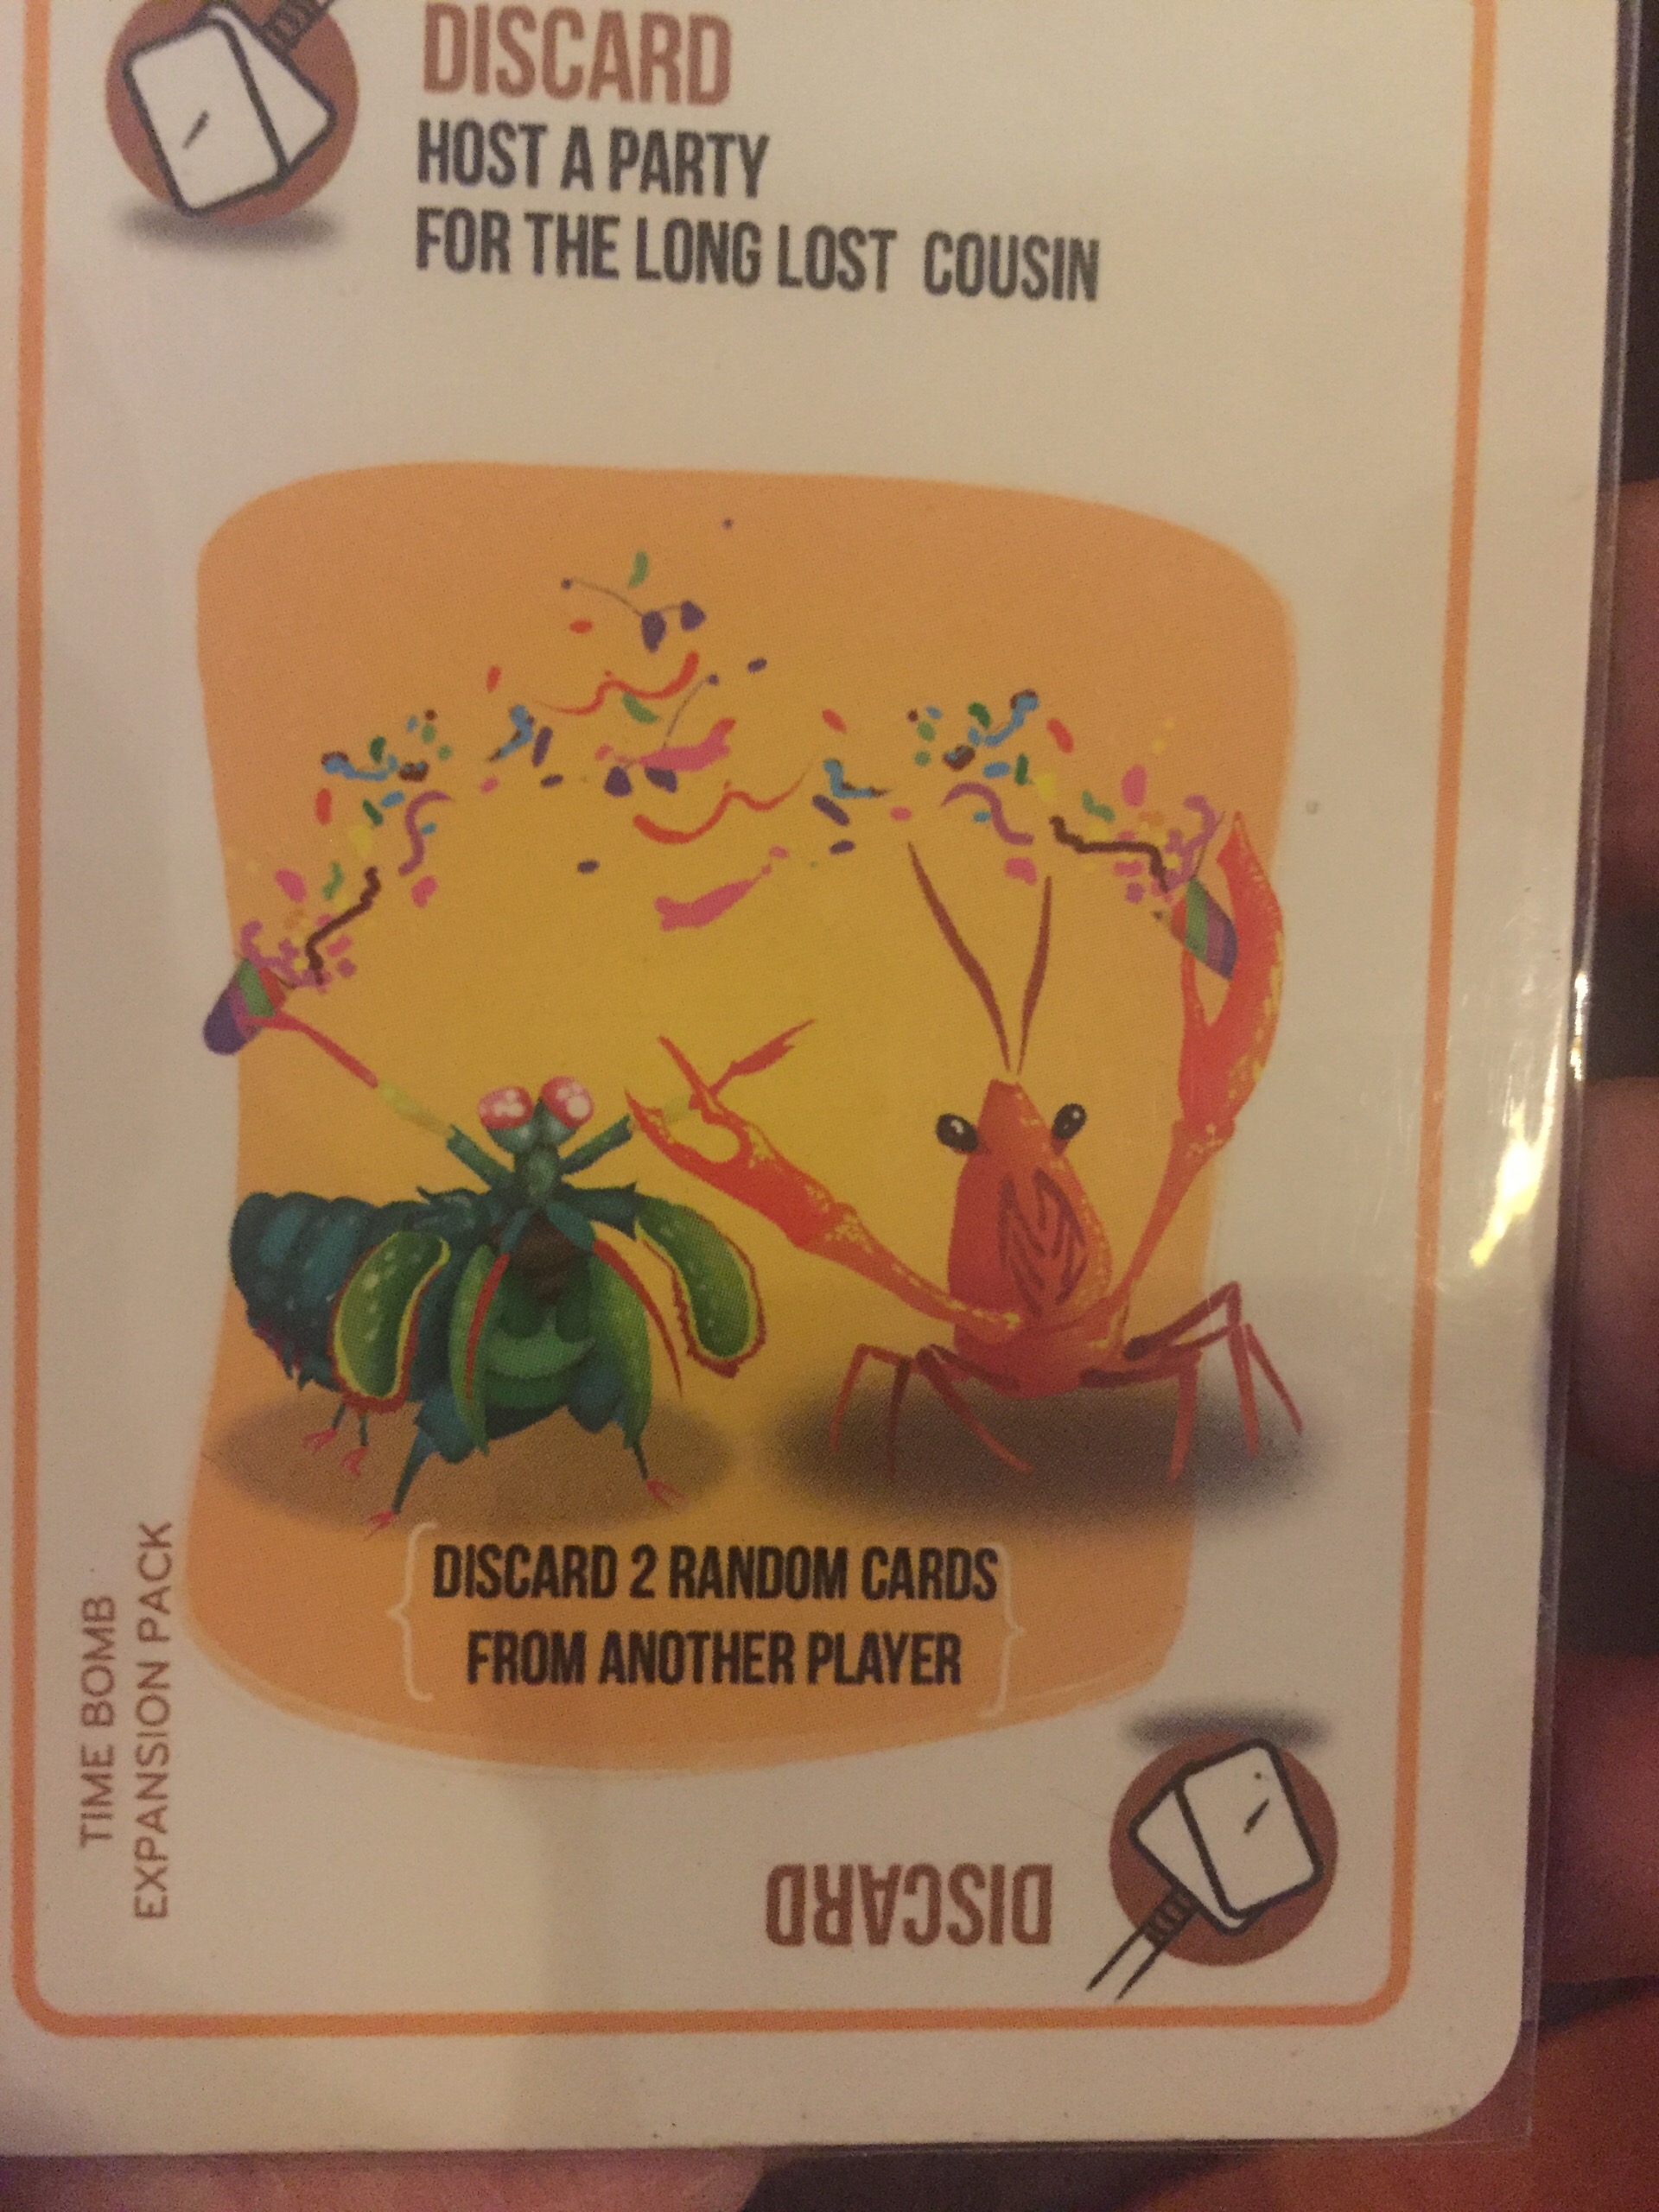 DISCARD
HOST A PARTY
FOR THE LONG LOST COUSIN
DISCARD 2 RANDOM CARDS
FROM ANOTHER PLAYER
TIME BOMB
EXPANSION PACK
DISCARD